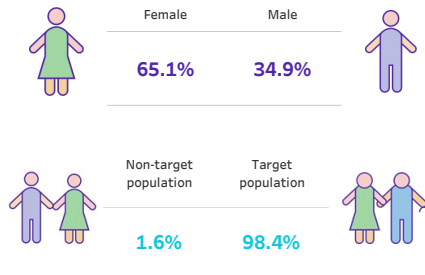 Female Male
65.1% 34.9%
Non-target population Target population
1.6% 98.4%